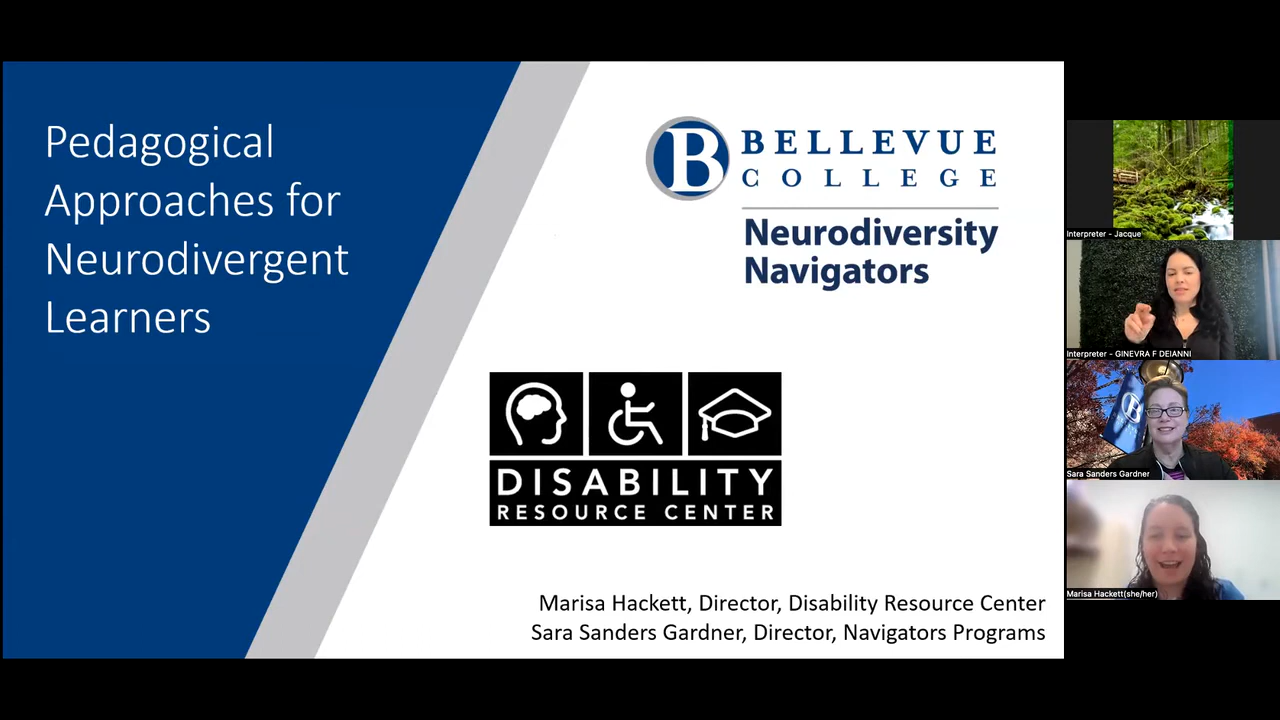 Pedagogical
Approaches for
Neurodivergent
Learners
B
BELLEVUE
COLLEGE
Neurodiversity
Navigators
DISABILITY
RESOURCE CENTER
Marisa Hackett, Director, Disability Resource Center
Sara Sanders Gardner, Director, Navigators Programs
Interpreter - Jacque
Interpreter - GINEVRA F DEIANNI
B
Sara Sanders Gardner
Marisa Hackett(she/her)